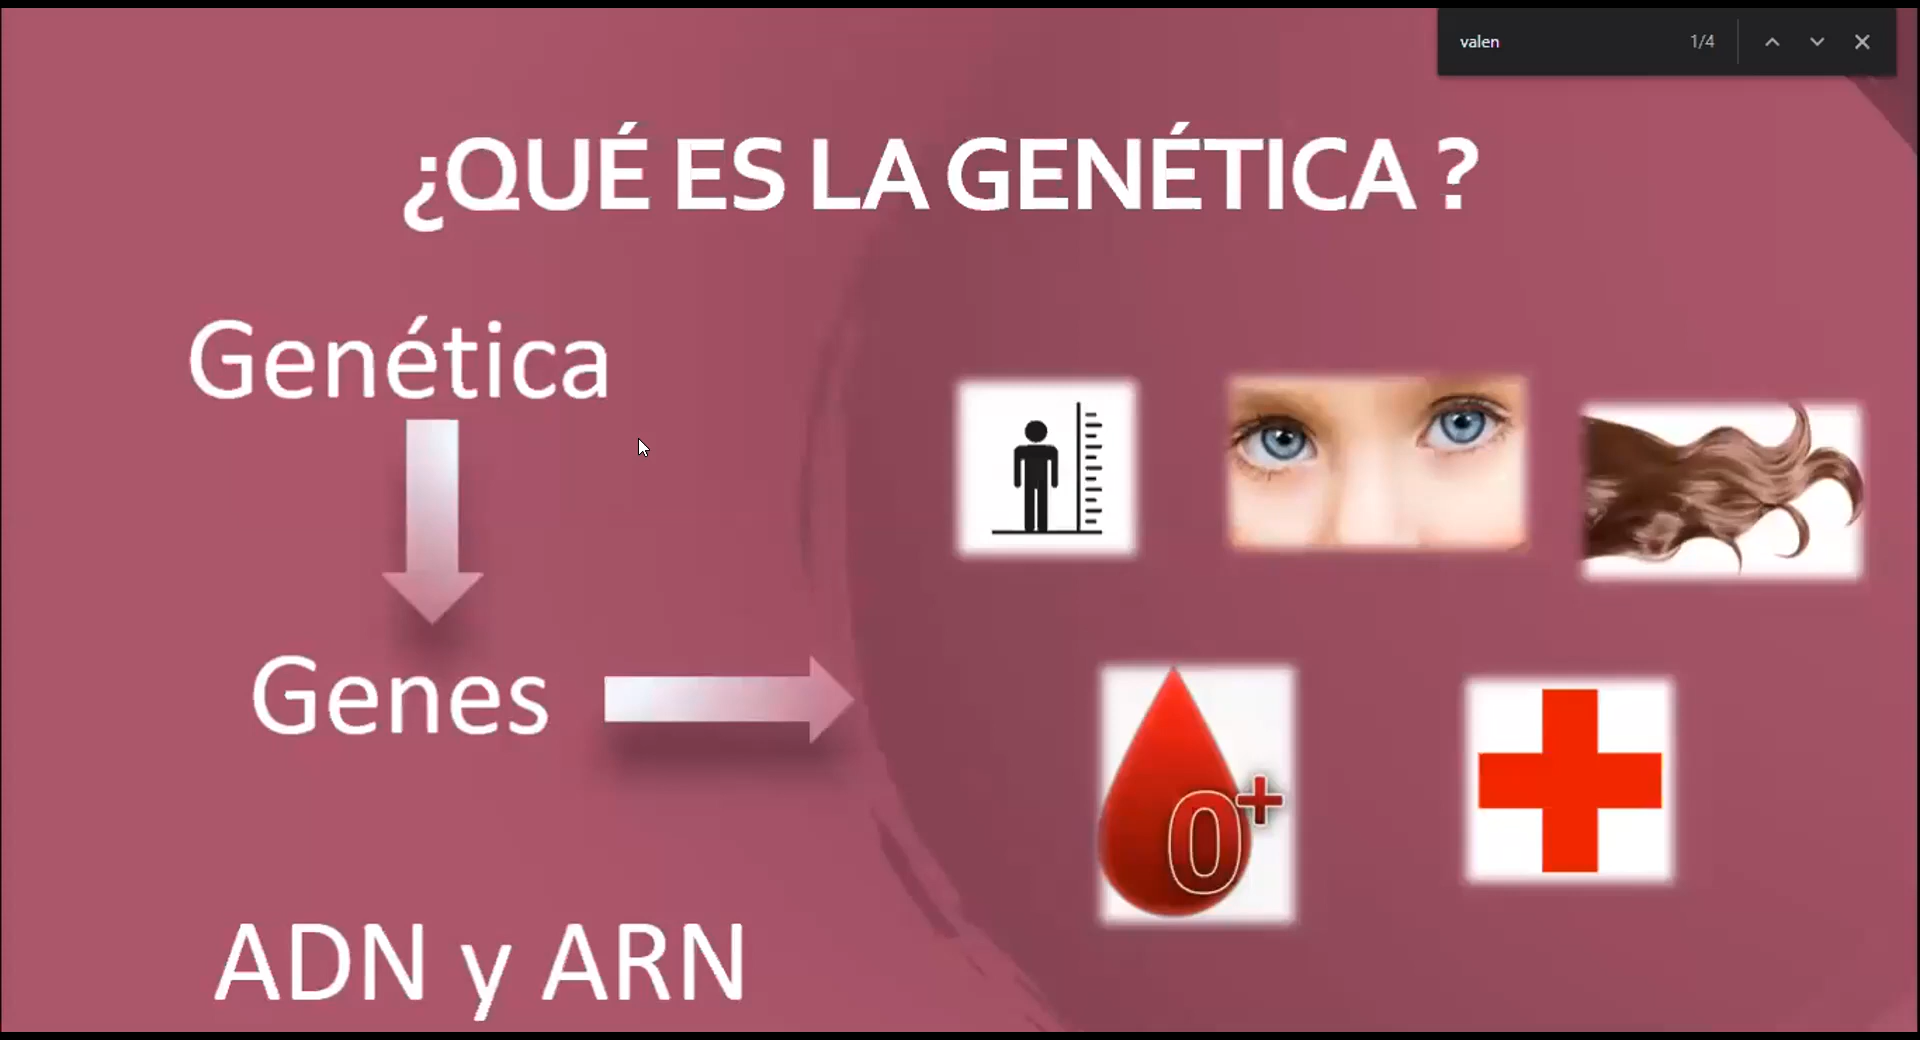 valen 1/4
¿QUÉ ES LA GENÉTICA ?
Genética
Genes
0+
ADN y ARN